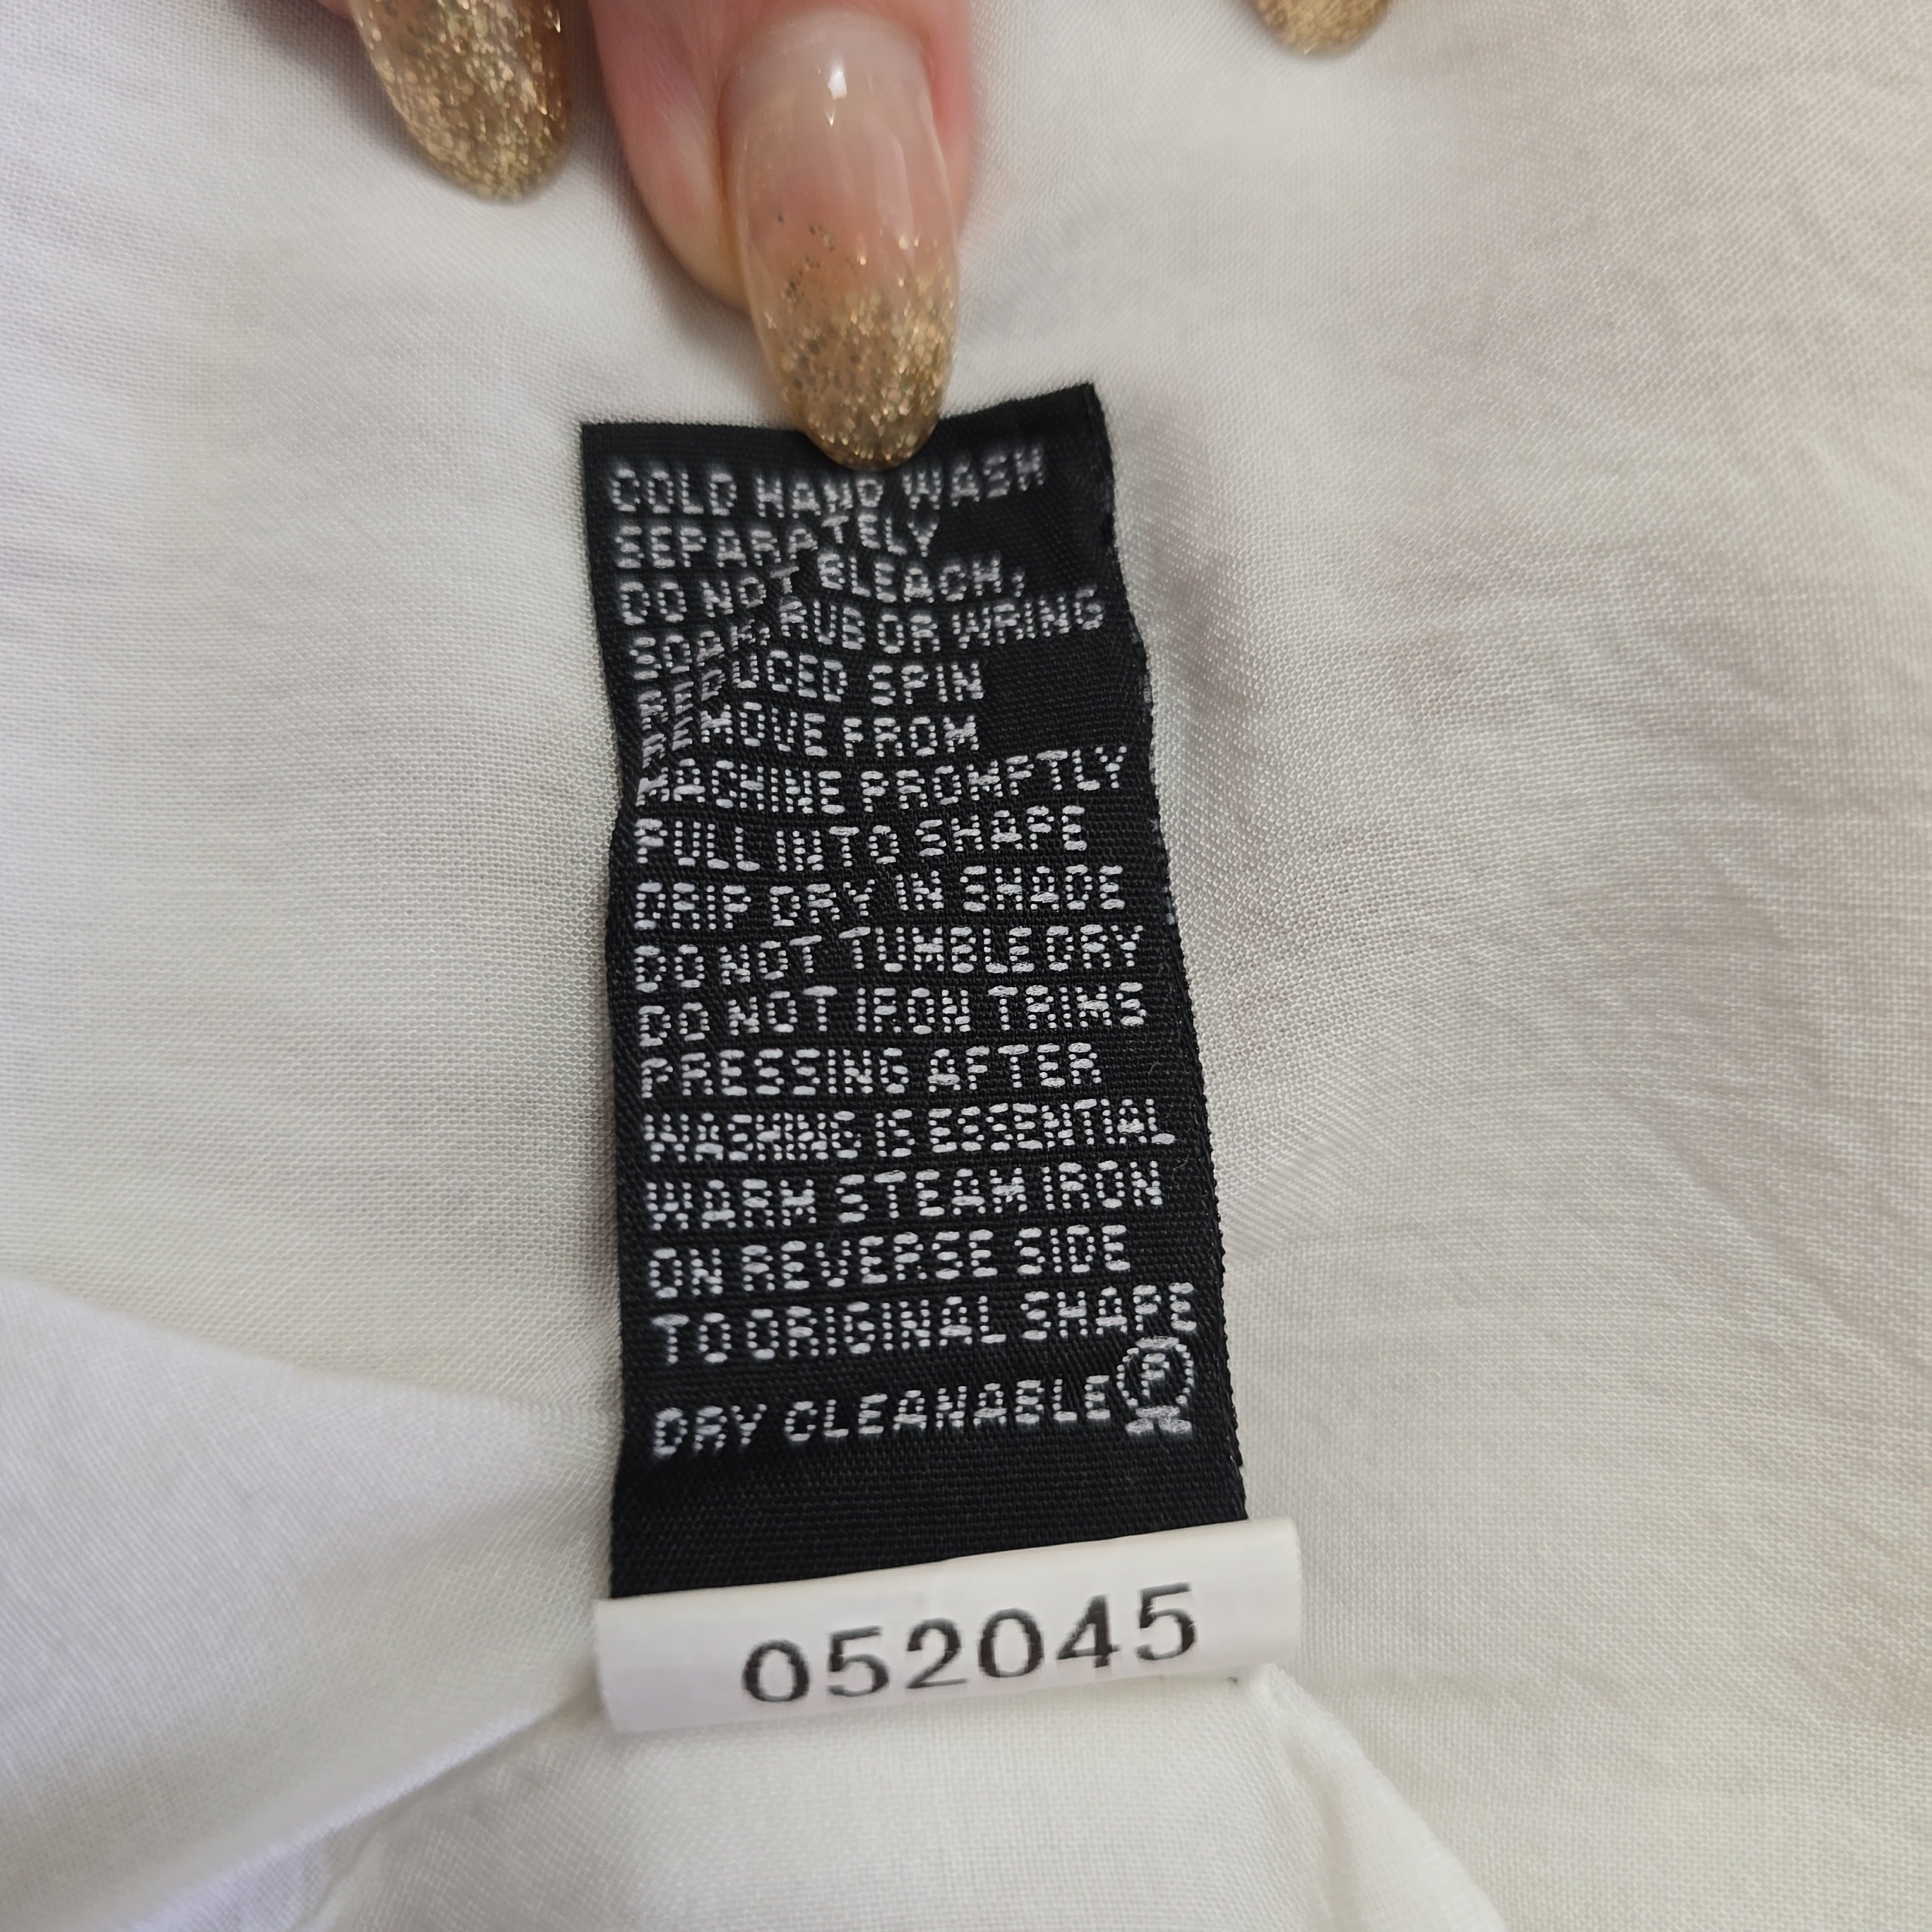 COLD HAND WASH
SEPARATELY
DO NOT BLEACH,
SOAK, RUB OR WRING
REDUCED SPIN
REMOVE FROM
MACHINE PROMPTLY
PULL INTO SHAPE
DRIP DRY IN SHADE
DO NOT TUMBLE DRY
DO NOT IRON TRIMS
PRESSING AFTER
WASHING IS ESSENTIAL
WARM STEAM IRON
ON REVERSE SIDE
TO ORIGINAL SHAPE
DRY CLEANABLE P
052045